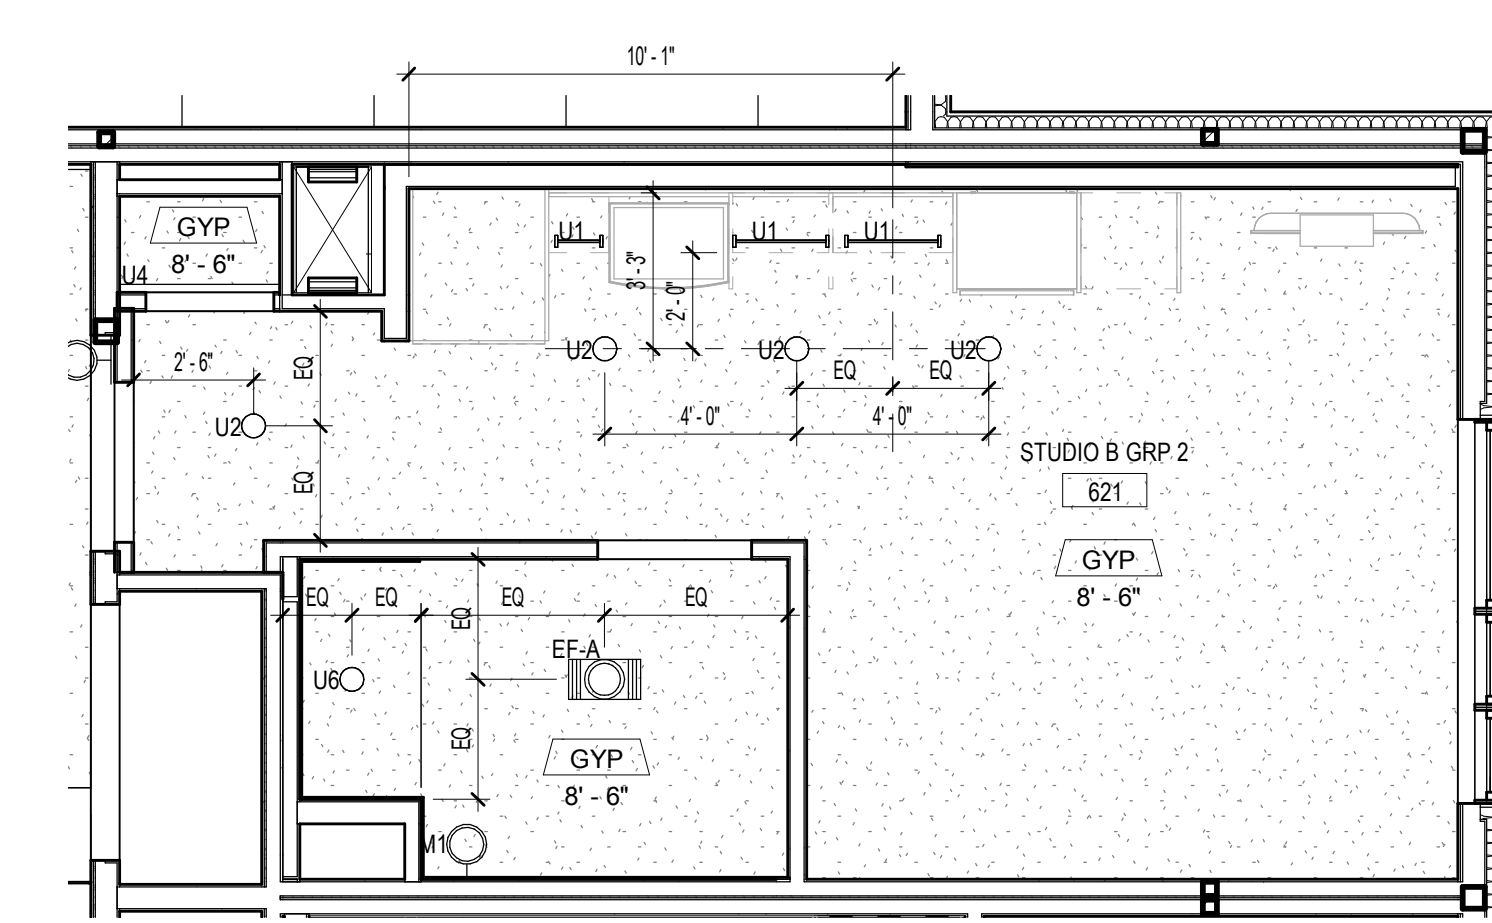 10' - 1"
GYP
8' - 6"
U4
U1
U1
U1
3' - 3"
2' - 0"
U2
U2
U2
2' - 6"
EQ
EQ
EQ
4' - 0"
4' - 0"
U2
EQ
STUDIO B GRP 2
621
GYP
8' - 6"
EQ
EQ
EQ
EQ
EQ
EF-A
U6
EQ
GYP
8' - 6"
M1